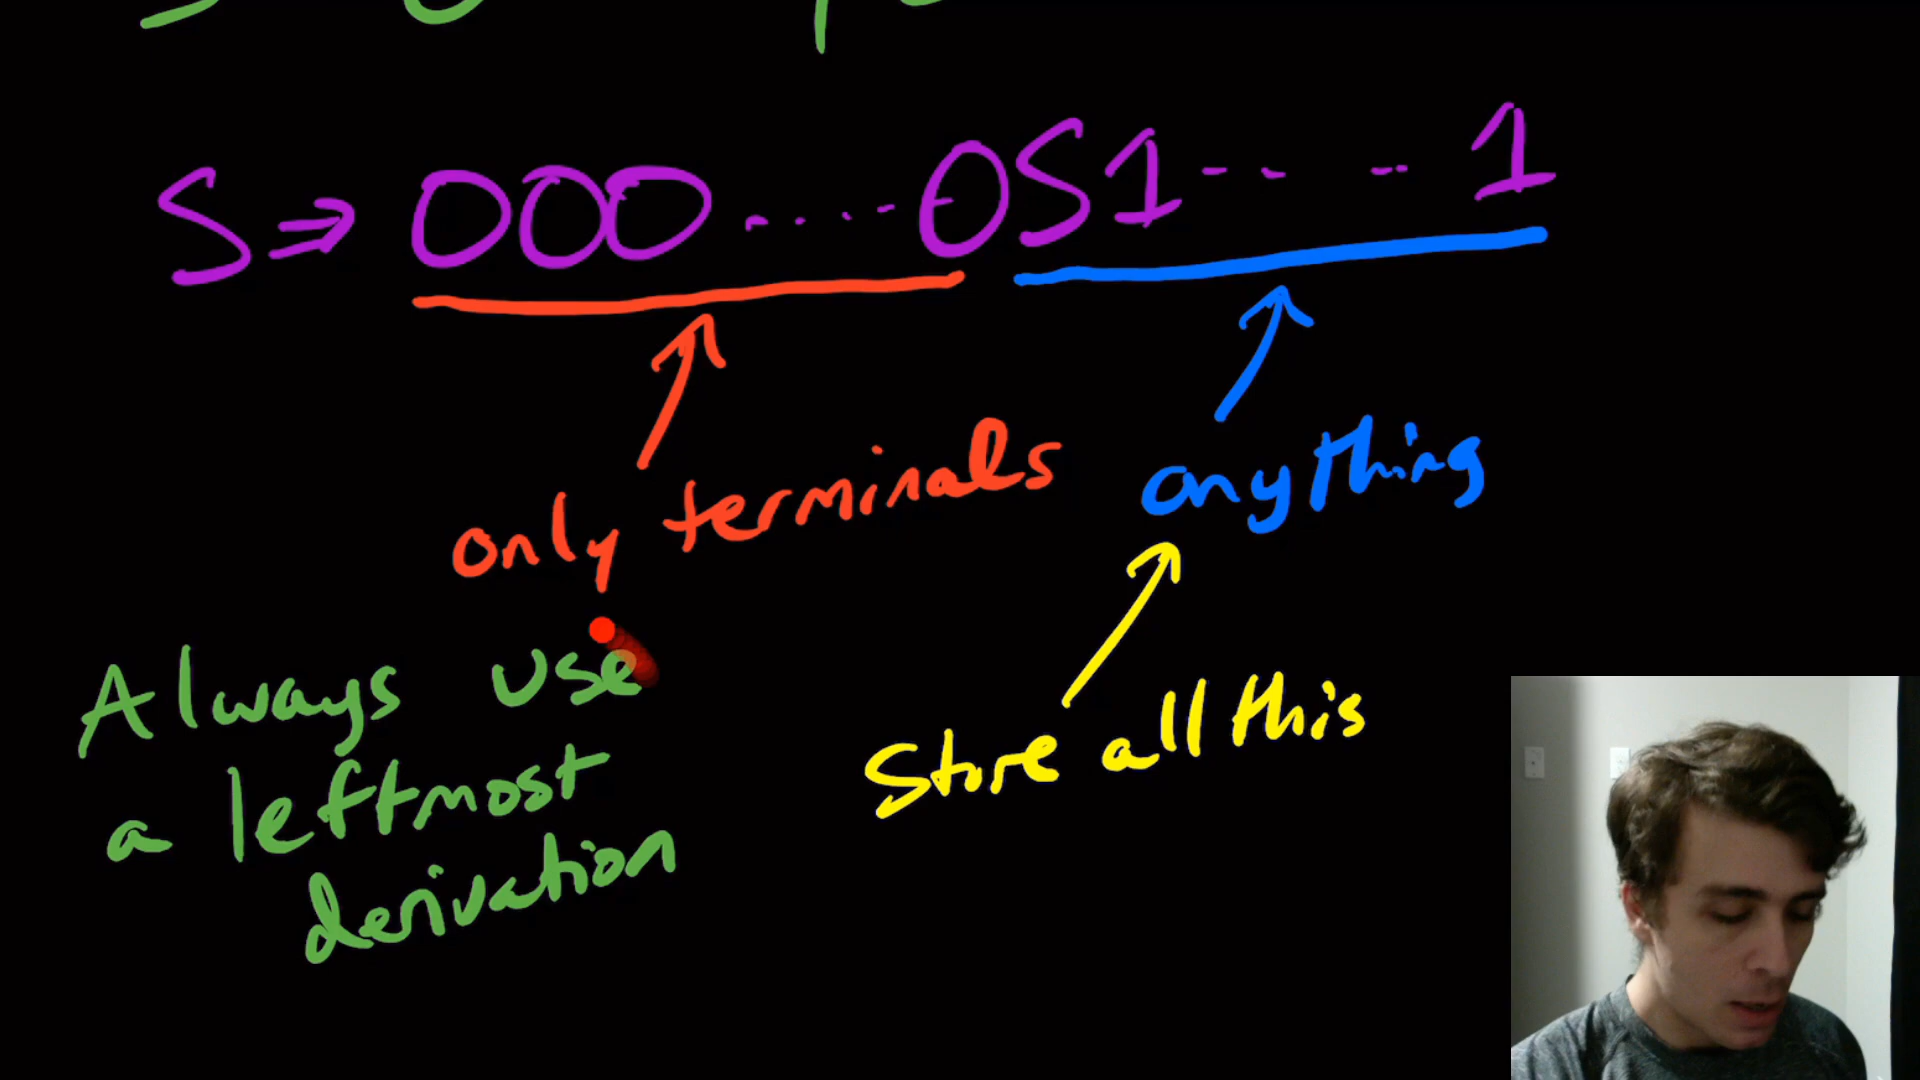 S ⇒ 000....0S1-- --1
only terminals
anything
Always use
a leftmost
derivation
Store all this